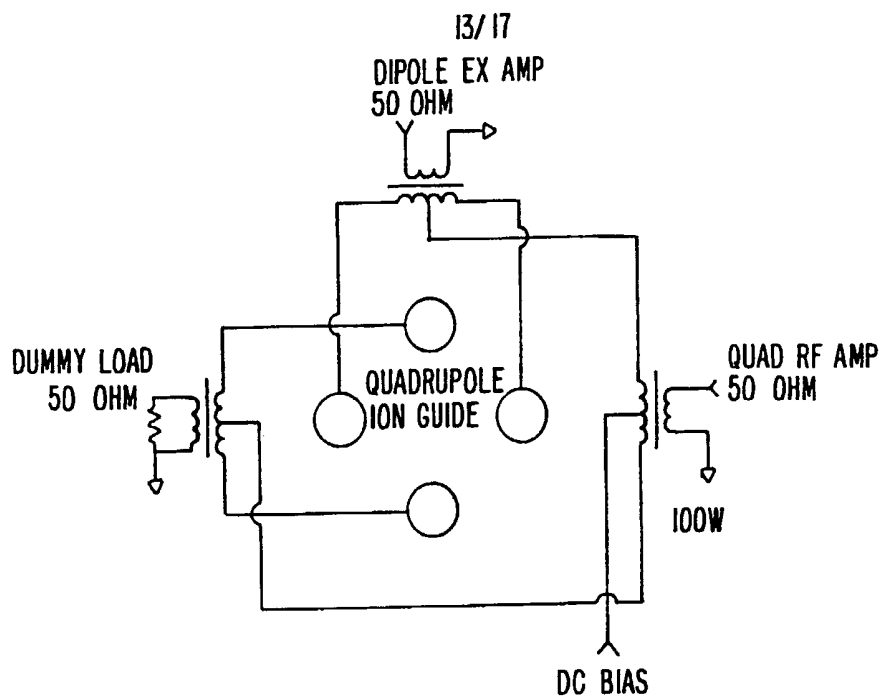 13/17
DIPOLE EX AMP
50 OHM
DUMMY LOAD
50 OHM
QUADRUPOLE
ION GUIDE
QUAD RF AMP
50 OHM
100W
DC BIAS